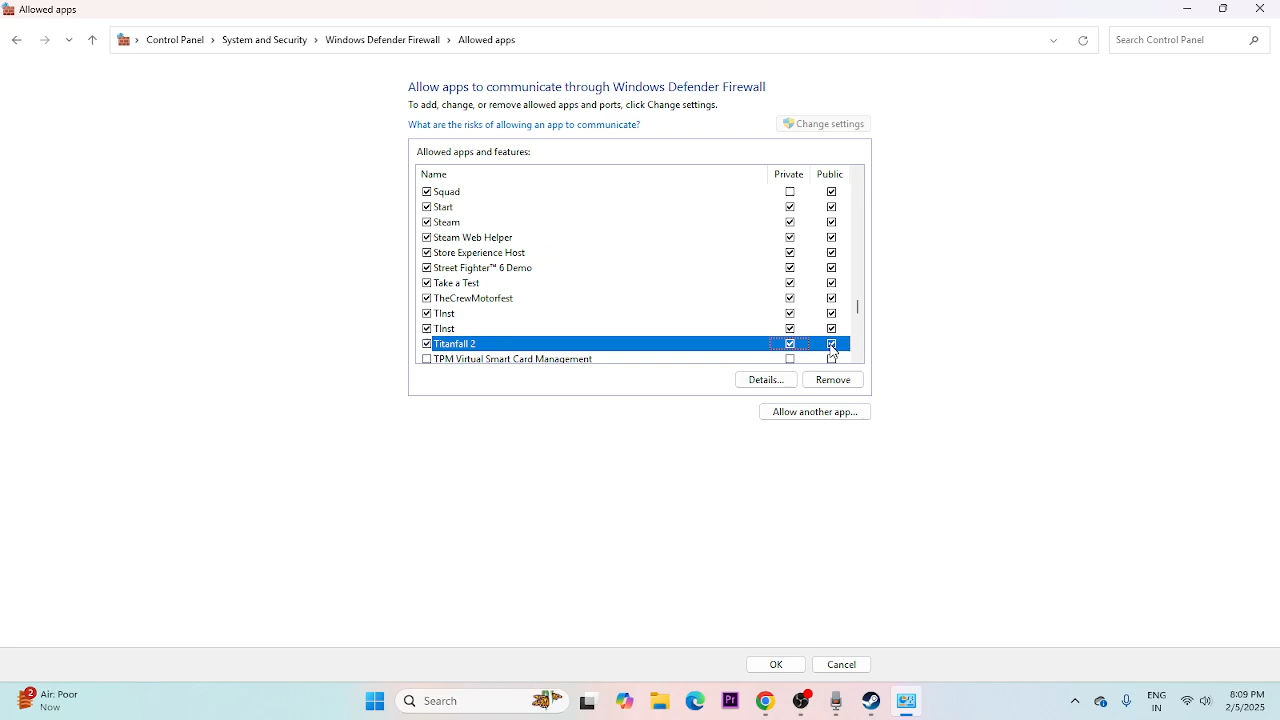 Allowed apps
Control Panel > System and Security > Windows Defender Firewall > Allowed apps
Search Control Panel
Allow apps to communicate through Windows Defender Firewall
To add, change, or remove allowed apps and ports, click Change settings.
What are the risks of allowing an app to communicate?
Change settings
Allowed apps and features:
Name Private Public
Squad
Start
Steam
Steam Web Helper
Store Experience Host
Street Fighter™ 6 Demo
Take a Test
TheCrewMotorfest
TInst
TInst
Titanfall 2
TPM Virtual Smart Card Management
Details... Remove
Allow another app...
OK Cancel
2 Air: Poor
Now
Search
Pr
ENG
IN
8:09 PM
2/5/2025